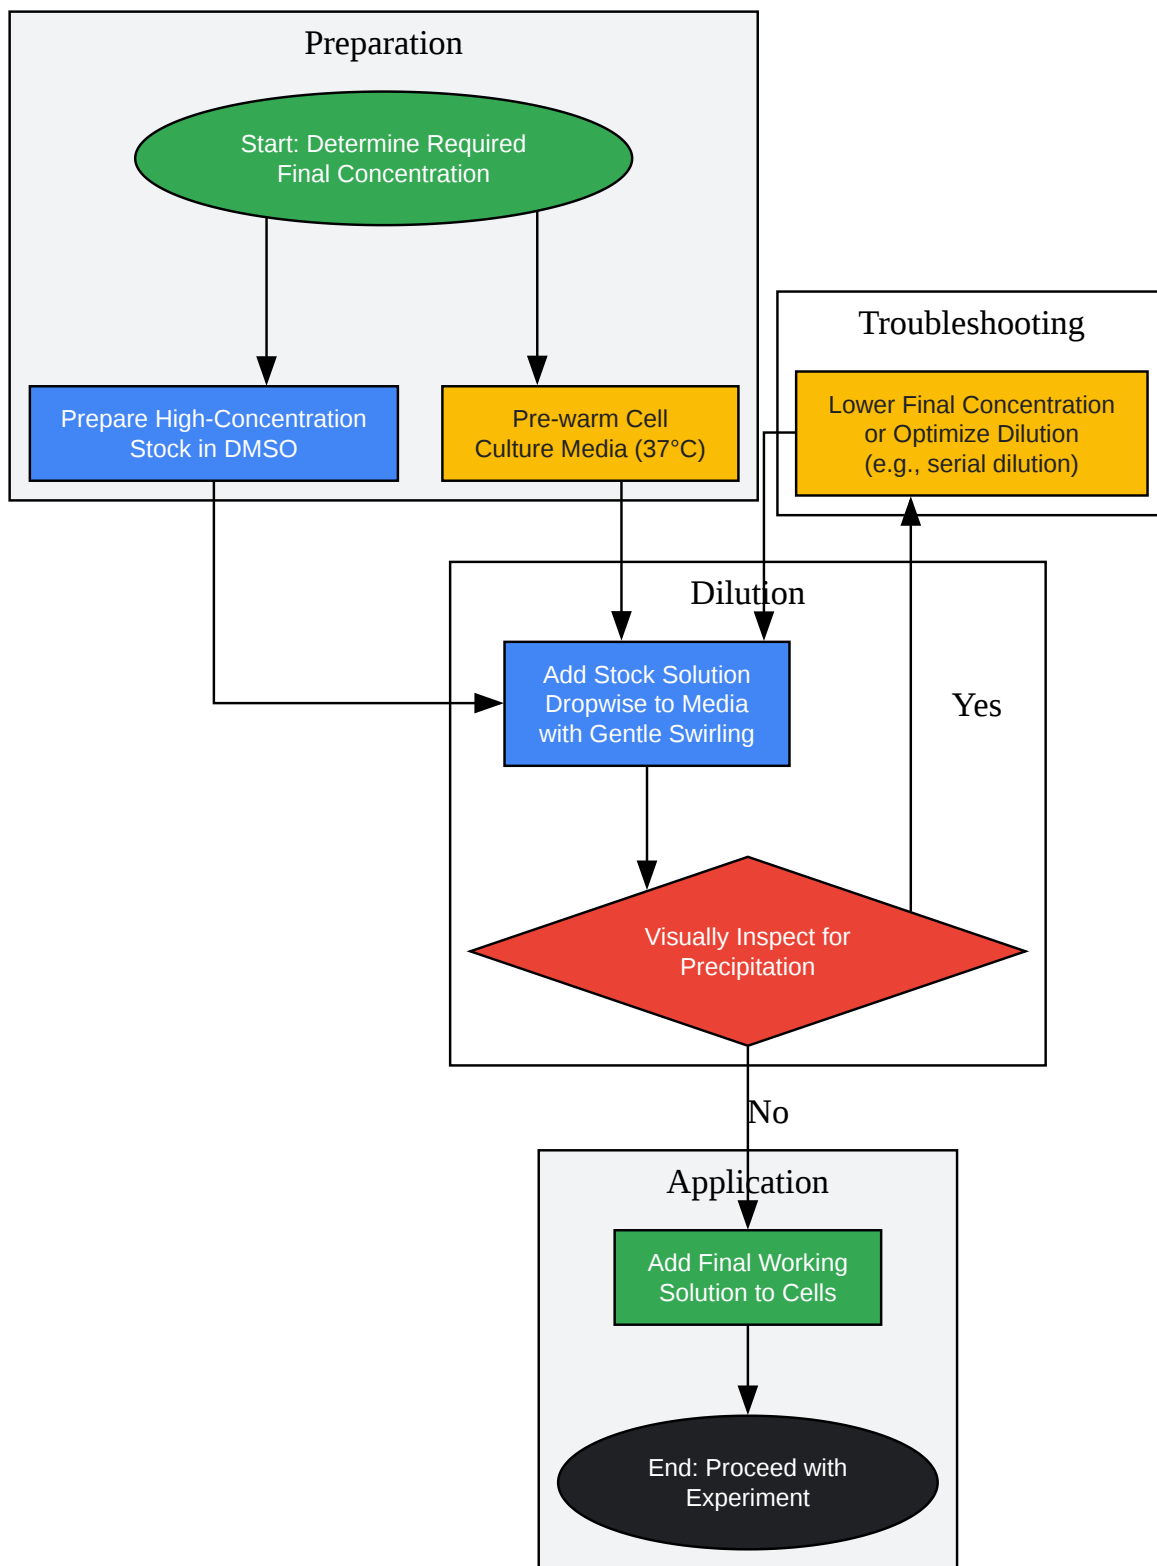 Preparation
Start: Determine Required
Final Concentration
Prepare High-Concentration
Stock in DMSO
Pre-warm Cell
Culture Media (37°C)
Troubleshooting
Lower Final Concentration
or Optimize Dilution
(e.g., serial dilution)
Dilution
Add Stock Solution
Dropwise to Media
with Gentle Swirling
Yes
Visually Inspect for
Precipitation
No
Application
Add Final Working
Solution to Cells
End: Proceed with
Experiment